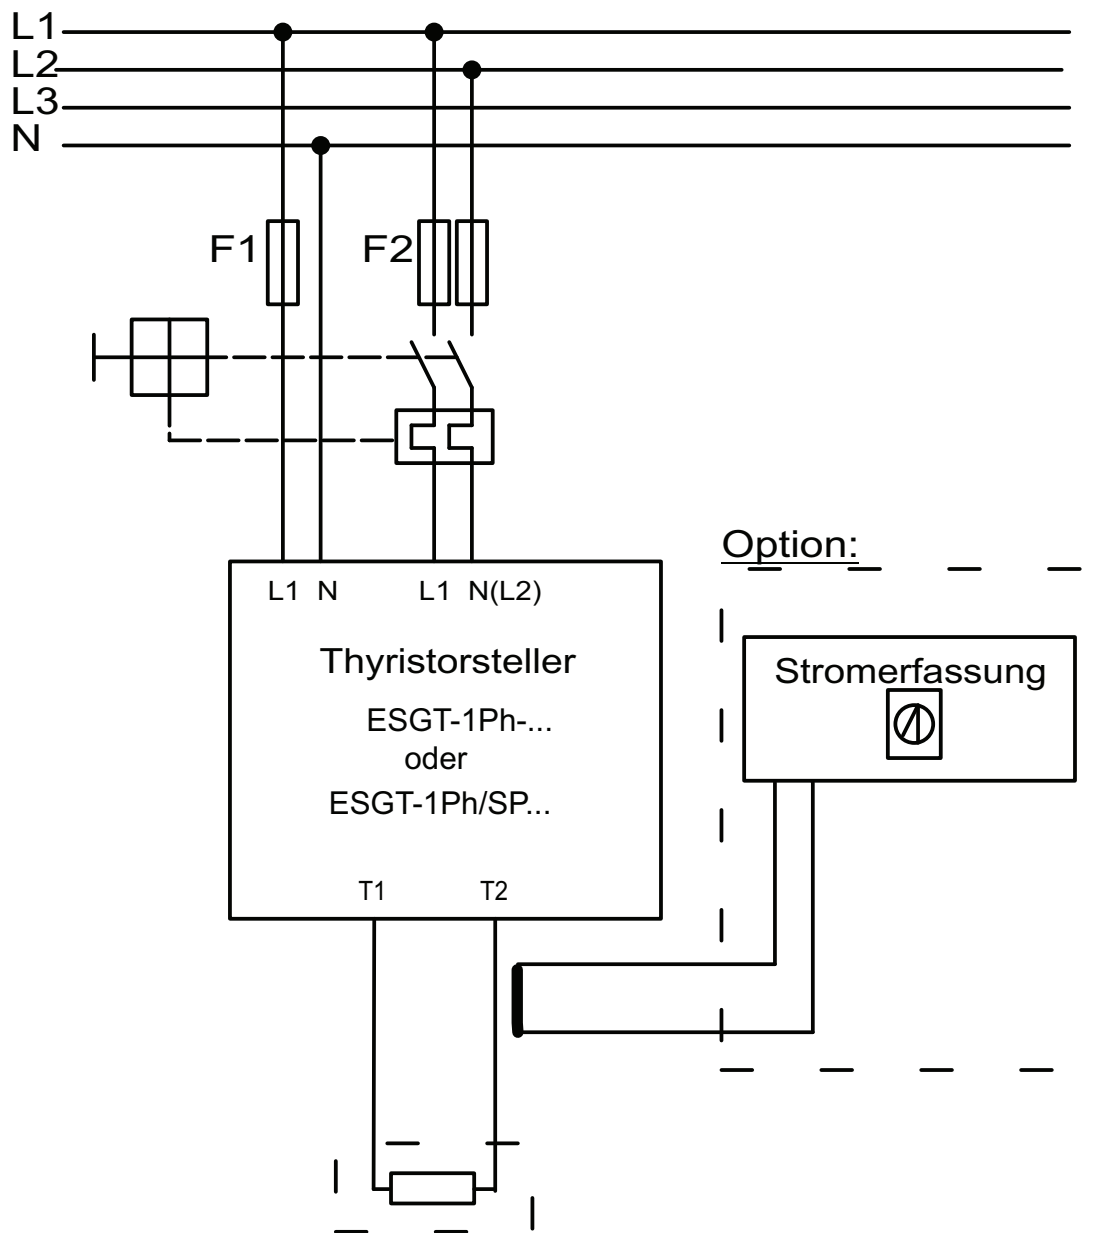 L1
L2
L3
N
F1
F2
Option:
L1 N L1 N(L2)
Thyristorsteller
ESGT-1Ph-...
oder
ESGT-1Ph/SP...
T1 T2
Stromerfassung